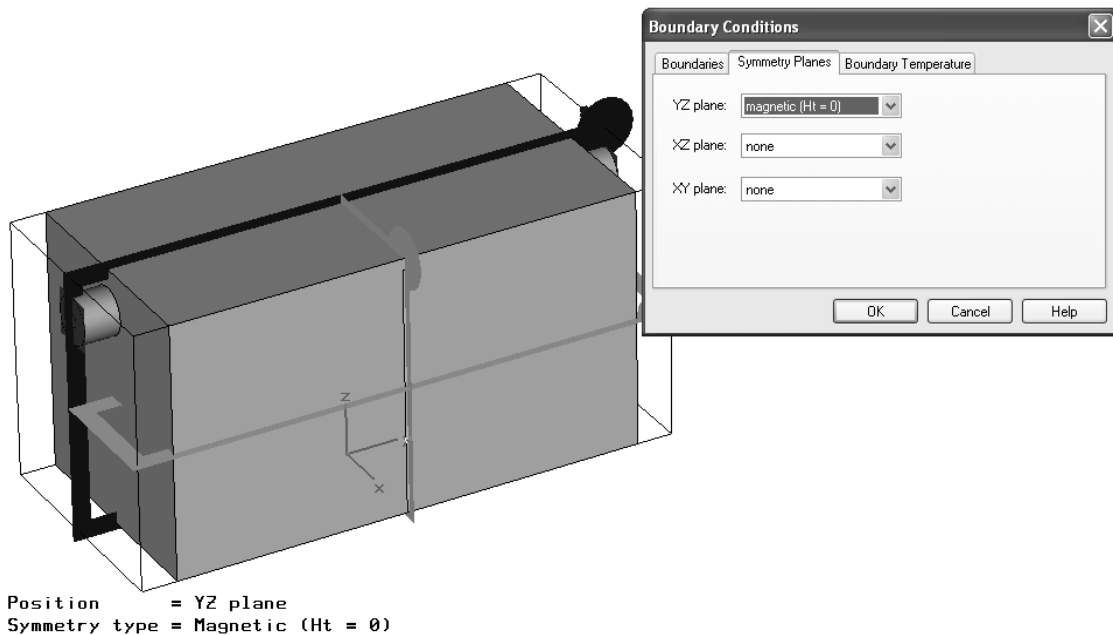 Boundary Conditions
Boundaries Symmetry Planes Boundary Temperature
YZ plane: magnetic (Ht = 0)
XZ plane: none
XY plane: none
OK Cancel Help
z
x
Position = YZ plane
Symmetry type = Magnetic (Ht = 0)